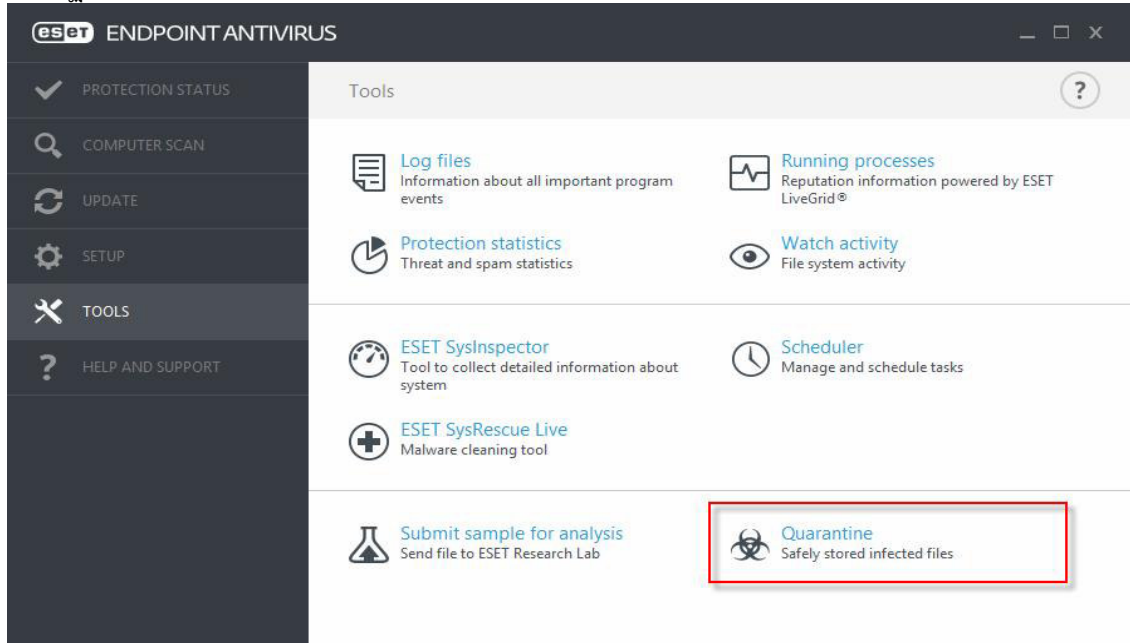 eset ENDPOINT ANTIVIRUS
PROTECTION STATUS
COMPUTER SCAN
UPDATE
SETUP
TOOLS
HELP AND SUPPORT
Tools
?
Log files
Information about all important program
events
Running processes
Reputation information powered by ESET
LiveGrid®
Protection statistics
Threat and spam statistics
Watch activity
File system activity
ESET SysInspector
Tool to collect detailed information about
system
Scheduler
Manage and schedule tasks
ESET SysRescue Live
Malware cleaning tool
Submit sample for analysis
Send file to ESET Research Lab
Quarantine
Safely stored infected files